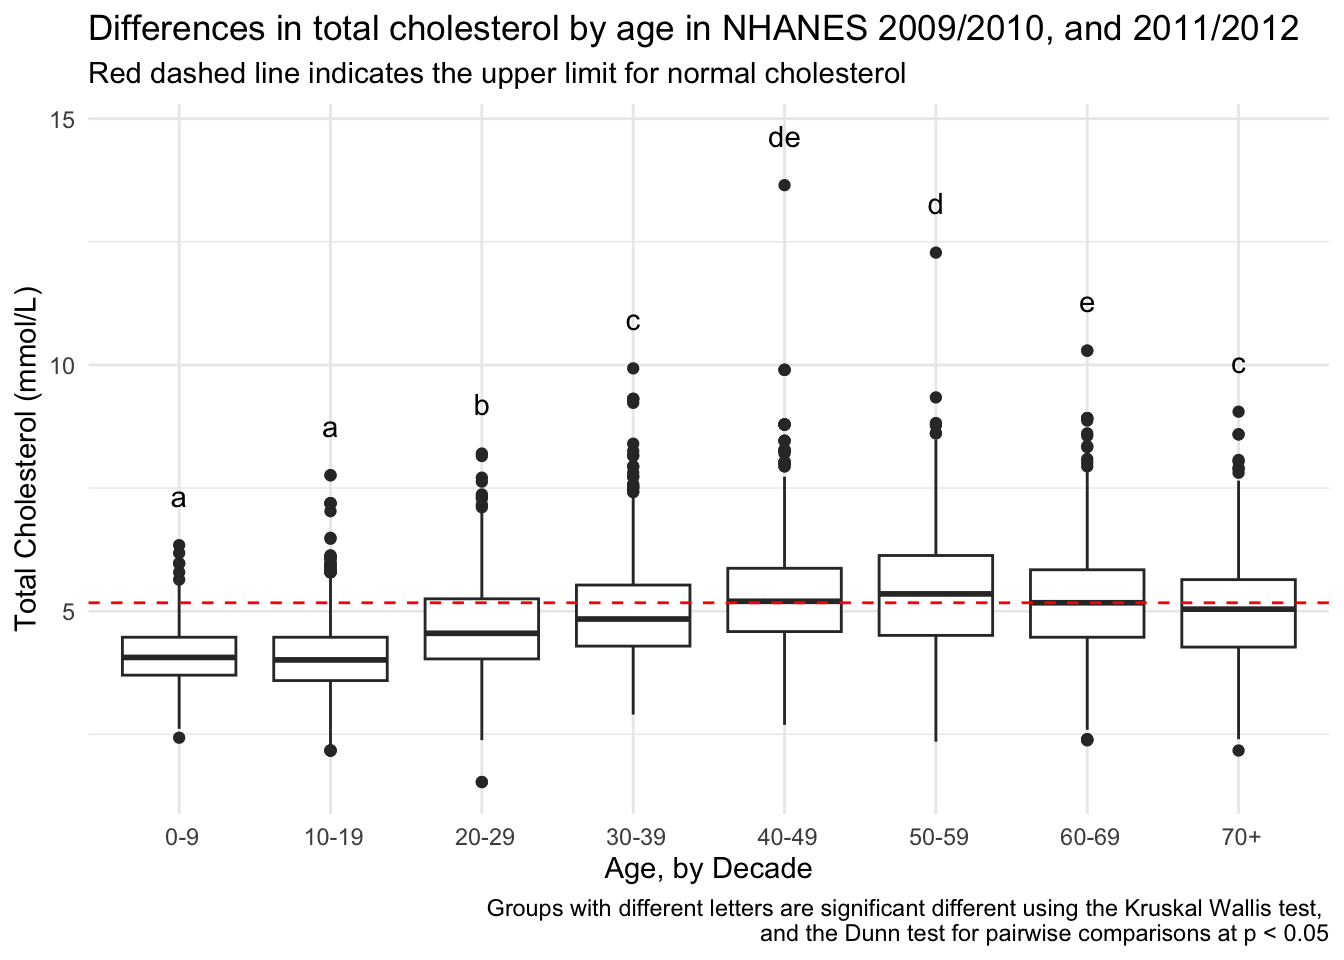 Differences in total cholesterol by age in NHANES 2009/2010, and 2011/2012
Red dashed line indicates the upper limit for normal cholesterol
Total Cholesterol (mmol/L)
15
10
5
a
a
b
c
de
d
e
c
0-9
10-19
20-29
30-39
40-49
50-59
60-69
70+
Age, by Decade
Groups with different letters are significant different using the Kruskal Wallis test,
and the Dunn test for pairwise comparisons at p < 0.05